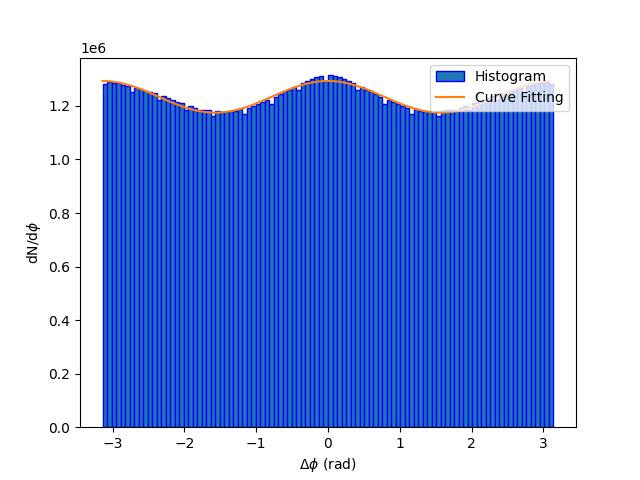 1e6
Histogram
Curve Fitting
1.2
1.0
0.8
0.6
0.4
0.2
0.0
dN/dϕ
−3 −2 −1 0 1 2 3
Δϕ (rad)